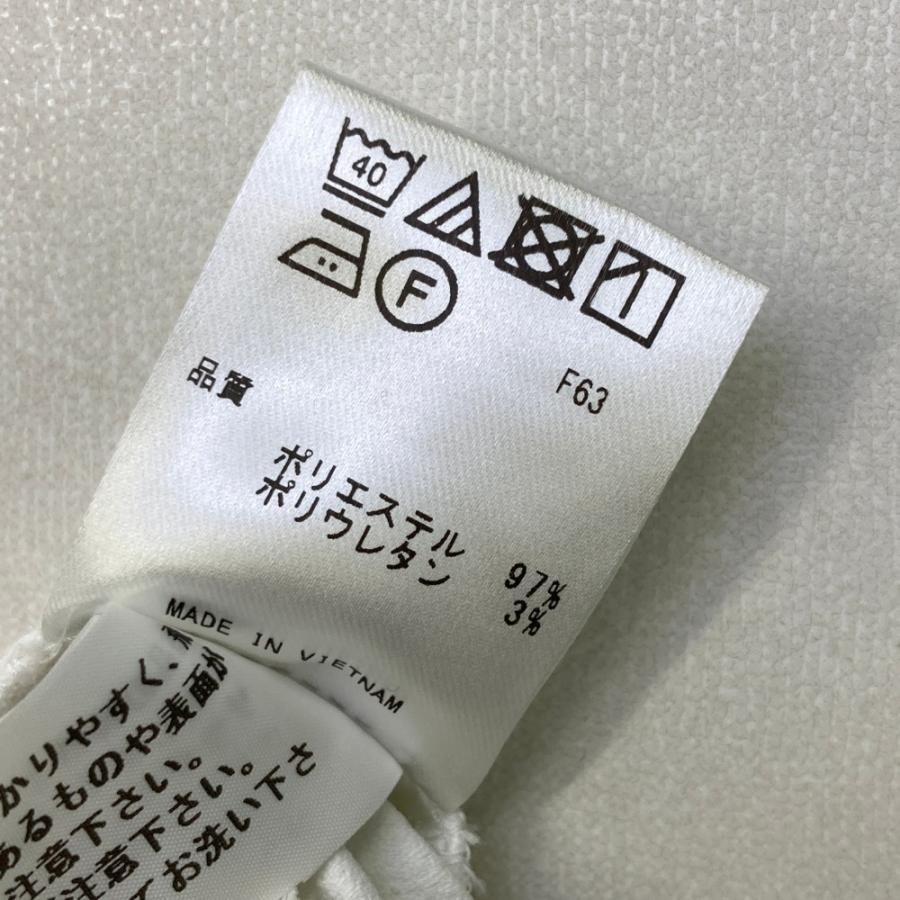 40
F
F63
品質
ポリエステル 97%
ポリウレタン 3%
MADE IN VIETNAM
かりやすく、
あるものや表面が
注意下さい。
注意下さい。
てお洗い下さ